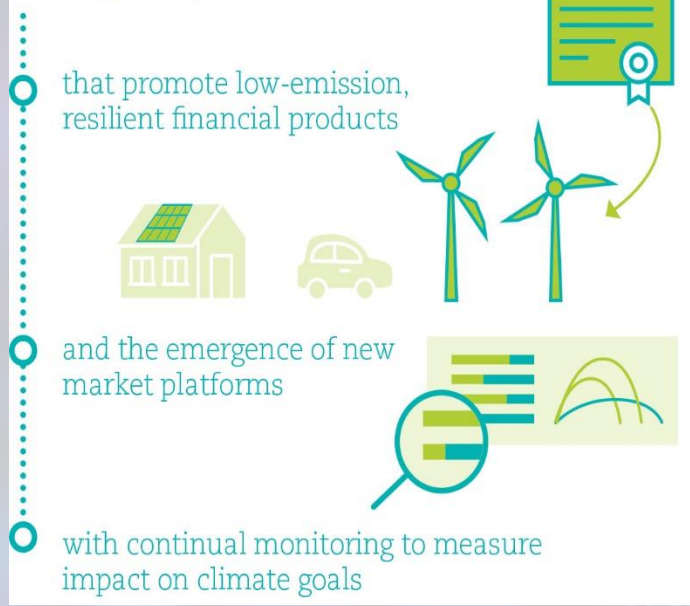 that promote low-emission,
resilient financial products
and the emergence of new
market platforms
with continual monitoring to measure
impact on climate goals